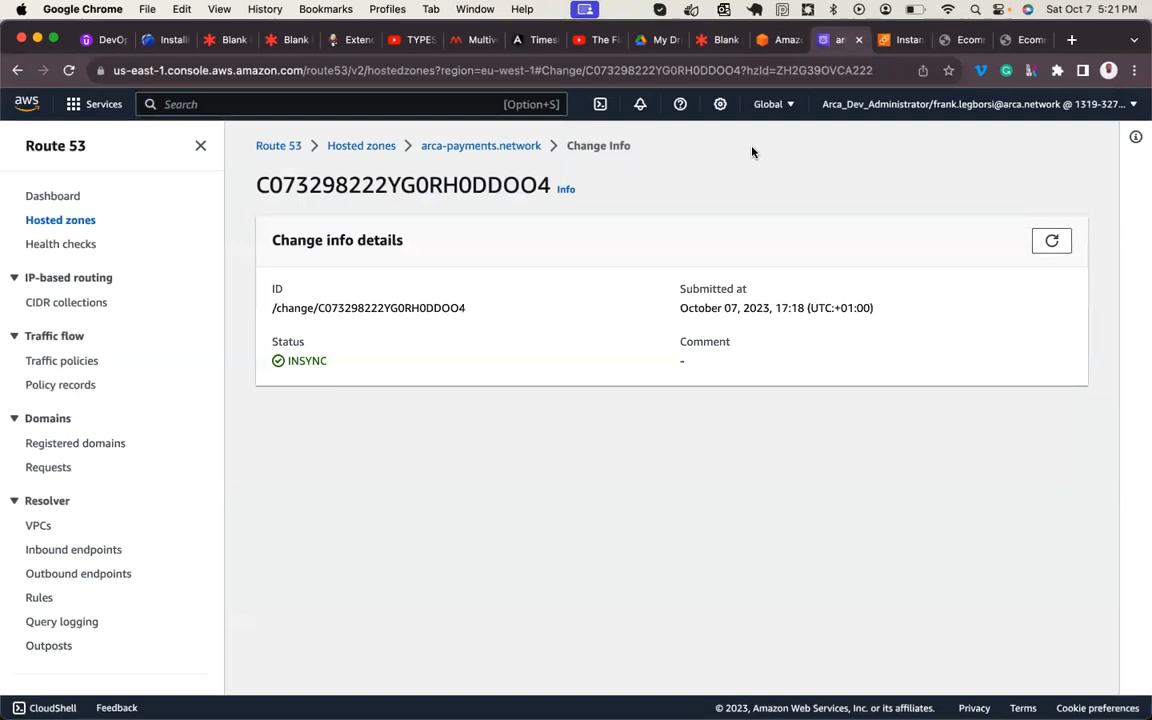 Google Chrome File Edit View History Bookmarks Profiles Tab Window Help Sat Oct 7 5:21 PM
DevO Install Blank Blank Exten TYPES Multiv Times The F My Dr Blank Amaz ar Instan Ecom Ecom
us-east-1.console.aws.amazon.com/route53/v2/hostedzones?region=eu-west-1#Change/C073298222YG0RH0DDOO4?hzId=ZH2G39OVCA222
aws Services Search [Option+S] Global Arca_Dev_Administrator/frank.legborsi@arca.network @ 1319-327...
Route 53
Dashboard
Hosted zones
Health checks
IP-based routing
CIDR collections
Traffic flow
Traffic policies
Policy records
Domains
Registered domains
Requests
Resolver
VPCs
Inbound endpoints
Outbound endpoints
Rules
Query logging
Outposts
Route 53 Hosted zones arca-payments.network Change Info
C073298222YG0RH0DDOO4 Info
Change info details
ID
/change/C073298222YG0RH0DDOO4
Submitted at
October 07, 2023, 17:18 (UTC:+01:00)
Status
INSYNC
Comment
-
CloudShell Feedback © 2023, Amazon Web Services, Inc. or its affiliates. Privacy Terms Cookie preferences